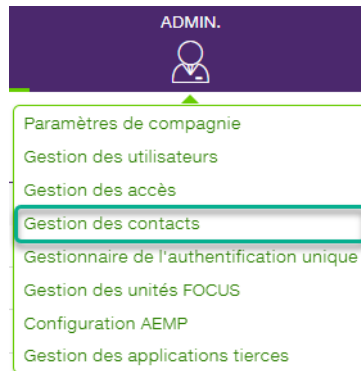 ADMIN.
Paramètres de compagnie
Gestion des utilisateurs
Gestion des accès
Gestion des contacts
Gestionnaire de l'authentification unique
Gestion des unités FOCUS
Configuration AEMP
Gestion des applications tierces